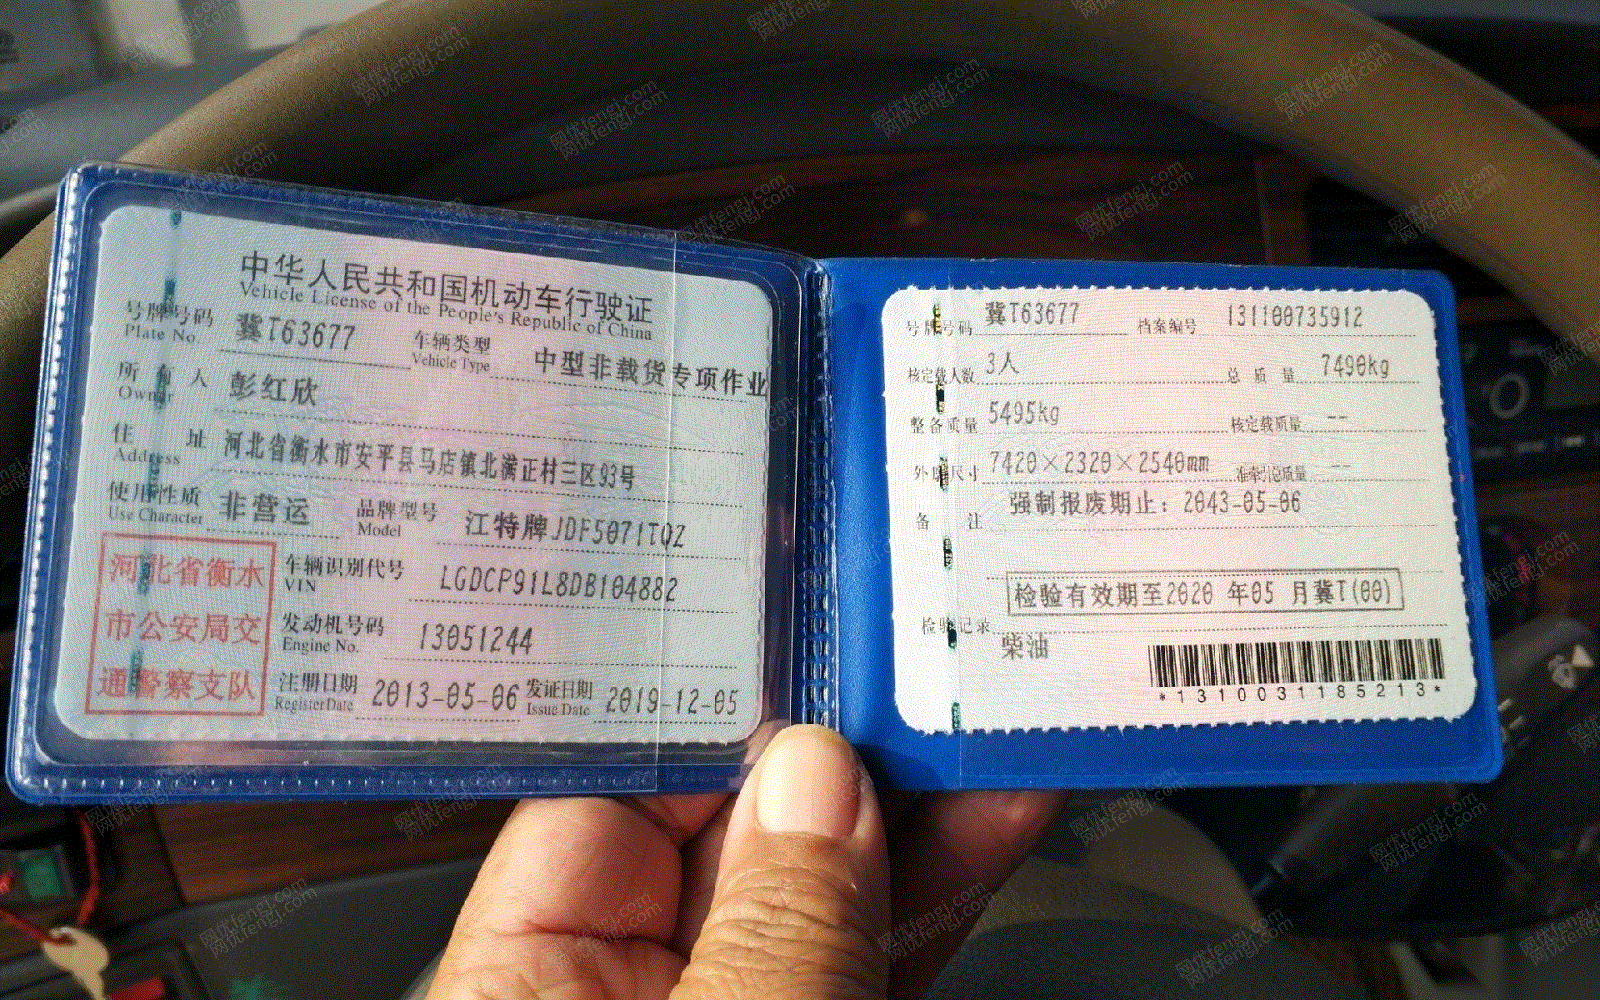 中华人民共和国机动车行驶证
Vehicle License of the People's Republic of China
号牌号码 冀T63677 车辆类型 中型非载货专项作业
Plate No. Vehicle Type
所有人 彭红欣
Owner
住址 河北省衡水市安平县马店镇北满正村三区93号
Address
使用性质 非营运 品牌型号 江特牌JDF5071TQZ
Use Character Model
河北省衡水
市公安局交
通警察支队
车辆识别代号 LGDCP91L8DB104882
VIN
发动机号码 13051244
Engine No.
注册日期 2013-05-06 发证日期 2019-12-05
Register Date Issue Date
号牌号码 冀T63677 档案编号 131100735912
核定载人数 3人 总质量 7490kg
整备质量 5495kg 核定载质量 --
外廓尺寸 7420×2320×2540mm 准牵引总质量 --
备注 强制报废期止：2043-05-06
检验有效期至2020 年05 月冀T(00)
检验记录
柴油
*1310031185213*
网优fengj.com